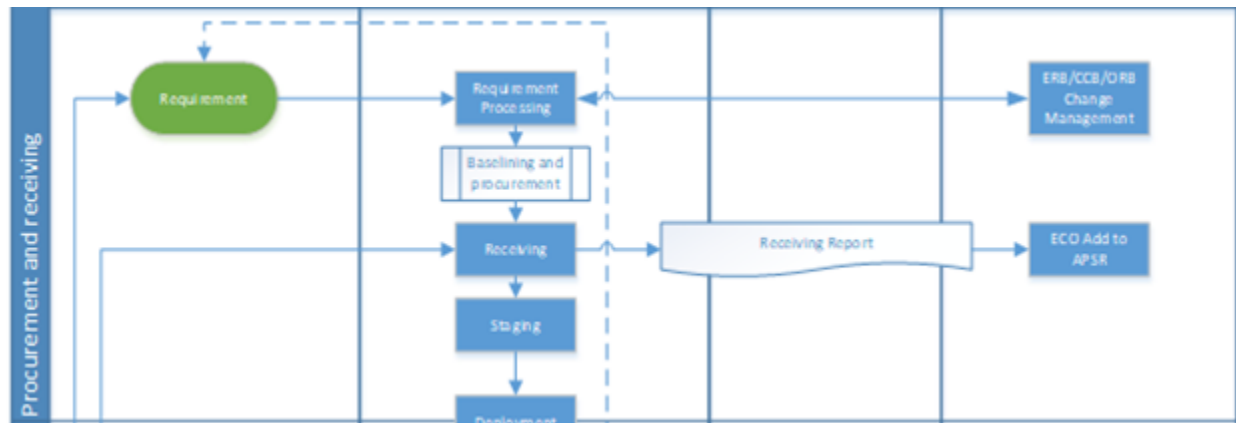 Procurement and receiving
Requirement
Requirement
Processing
ERB/CCB/ORB
Change
Management
Baselining and
procurement
Receiving
Receiving Report
ECO Add to
APSR
Staging
Deployment